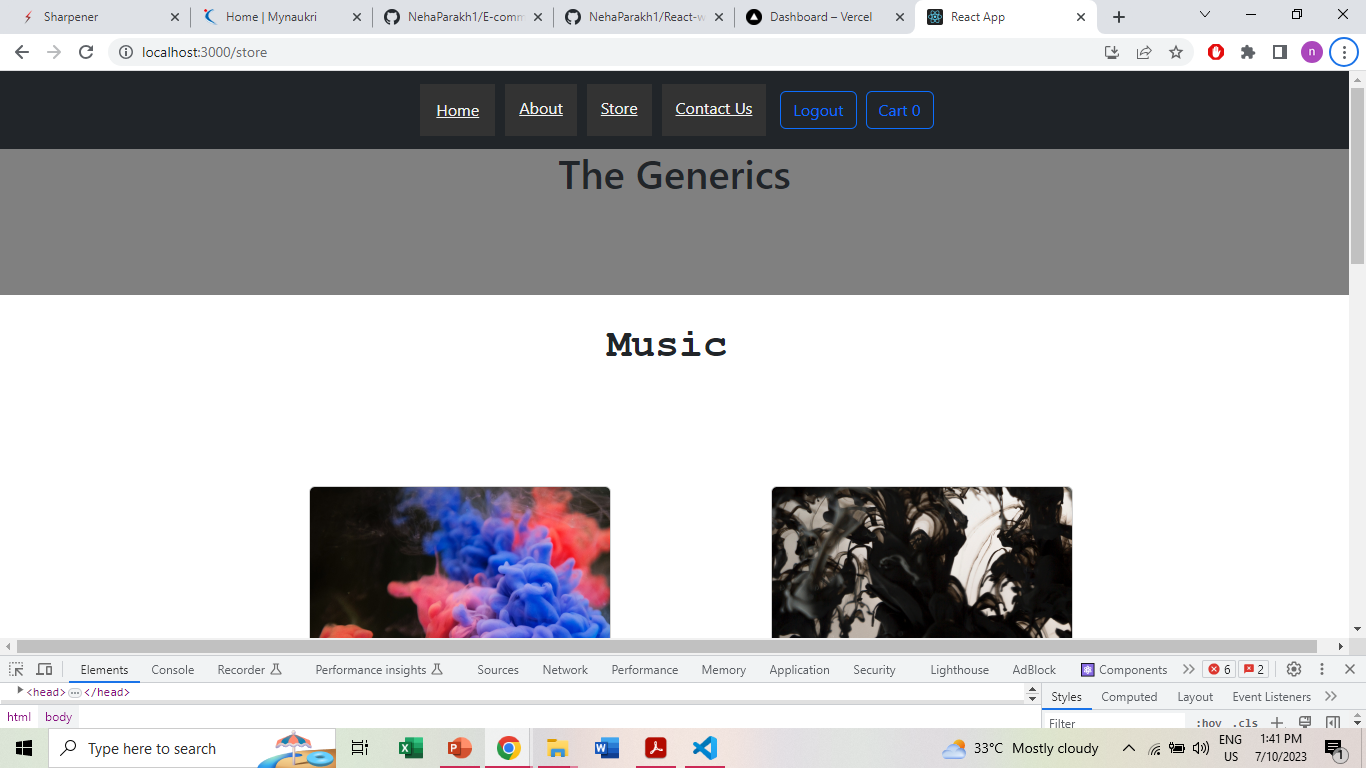 Sharpener
Home | Mynaukri
NehaParakh1/E-comm
NehaParakh1/React-w
Dashboard – Vercel
React App
localhost:3000/store
n
Home
About
Store
Contact Us
Logout
Cart 0
The Generics
Music
Elements
Console
Recorder
Performance insights
Sources
Network
Performance
Memory
Application
Security
Lighthouse
AdBlock
Components
6
2
<head>
</head>
Styles
Computed
Layout
Event Listeners
html
body
Filter
:hov
.cls
Type here to search
33°C
Mostly cloudy
ENG
US
1:41 PM
7/10/2023
1